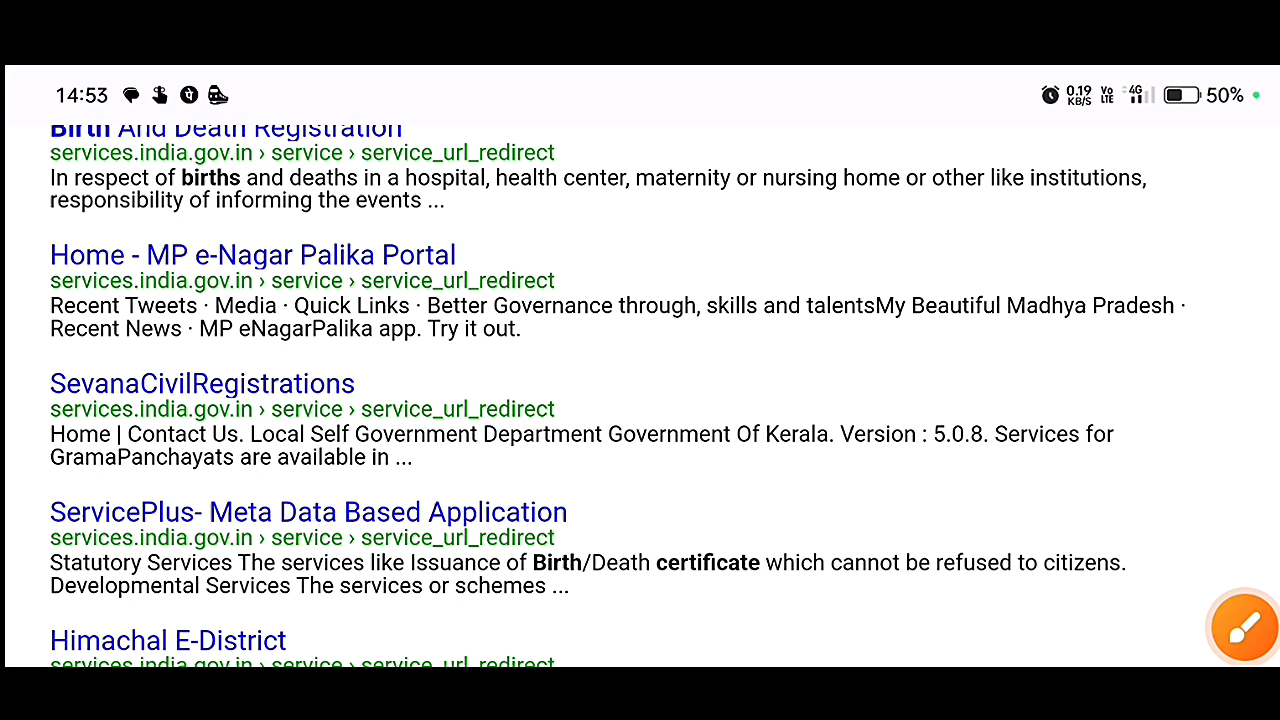 14:53 0.19 KB/S Vo LTE 4G 50%
Birth And Death Registration
services.india.gov.in › service › service_url_redirect
In respect of births and deaths in a hospital, health center, maternity or nursing home or other like institutions,
responsibility of informing the events ...
Home - MP e-Nagar Palika Portal
services.india.gov.in › service › service_url_redirect
Recent Tweets · Media · Quick Links · Better Governance through, skills and talentsMy Beautiful Madhya Pradesh ·
Recent News · MP eNagarPalika app. Try it out.
SevanaCivilRegistrations
services.india.gov.in › service › service_url_redirect
Home | Contact Us. Local Self Government Department Government Of Kerala. Version : 5.0.8. Services for
GramaPanchayats are available in ...
ServicePlus- Meta Data Based Application
services.india.gov.in › service › service_url_redirect
Statutory Services The services like Issuance of Birth/Death certificate which cannot be refused to citizens.
Developmental Services The services or schemes ...
Himachal E-District
services.india.gov.in › service › service_url_redirect